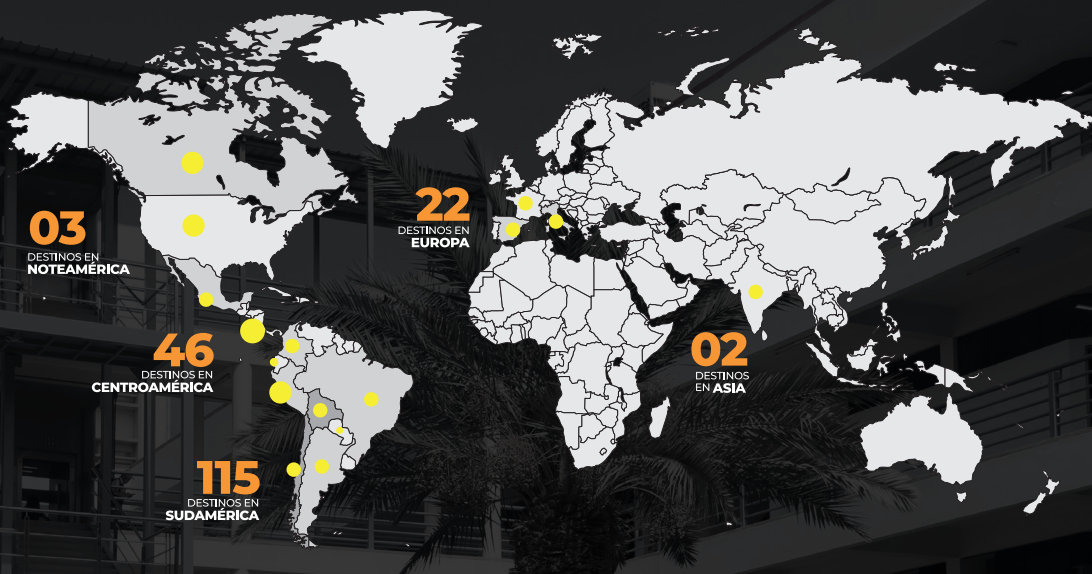 03
DESTINOS EN
NOTEAMÉRICA
22
DESTINOS EN
EUROPA
46
DESTINOS EN
CENTROAMÉRICA
02
DESTINOS
EN ASIA
115
DESTINOS EN
SUDAMÉRICA